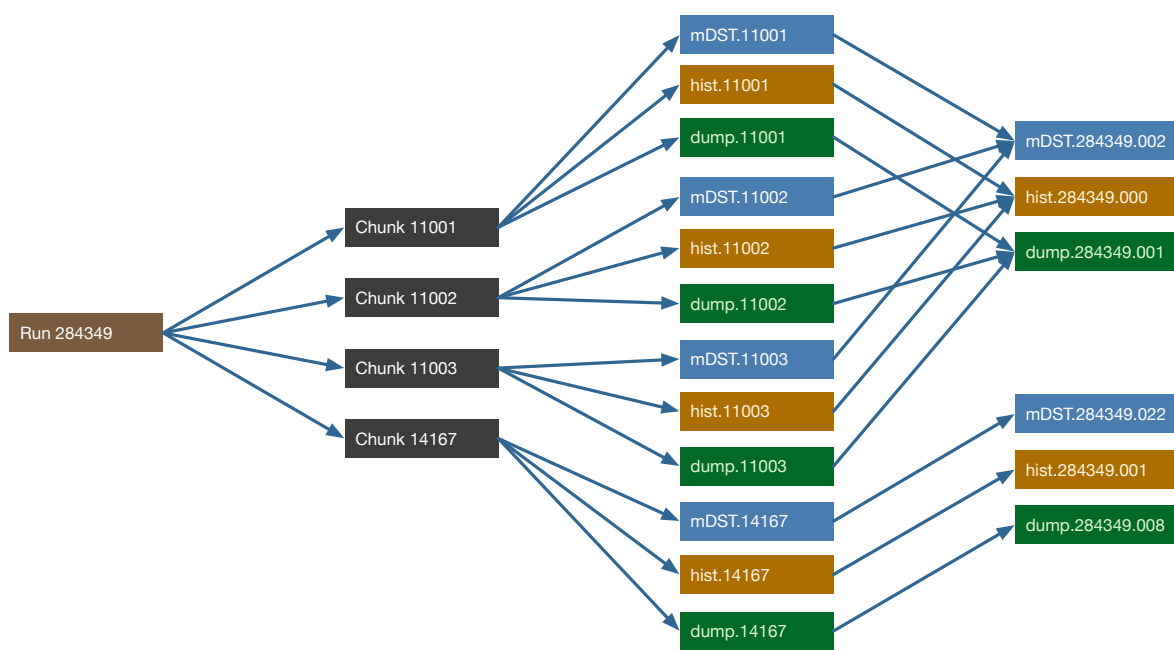 Run 284349
Chunk 11001
Chunk 11002
Chunk 11003
Chunk 14167
mDST.11001
hist.11001
dump.11001
mDST.11002
hist.11002
dump.11002
mDST.11003
hist.11003
dump.11003
mDST.14167
hist.14167
dump.14167
mDST.284349.002
hist.284349.000
dump.284349.001
mDST.284349.022
hist.284349.001
dump.284349.008